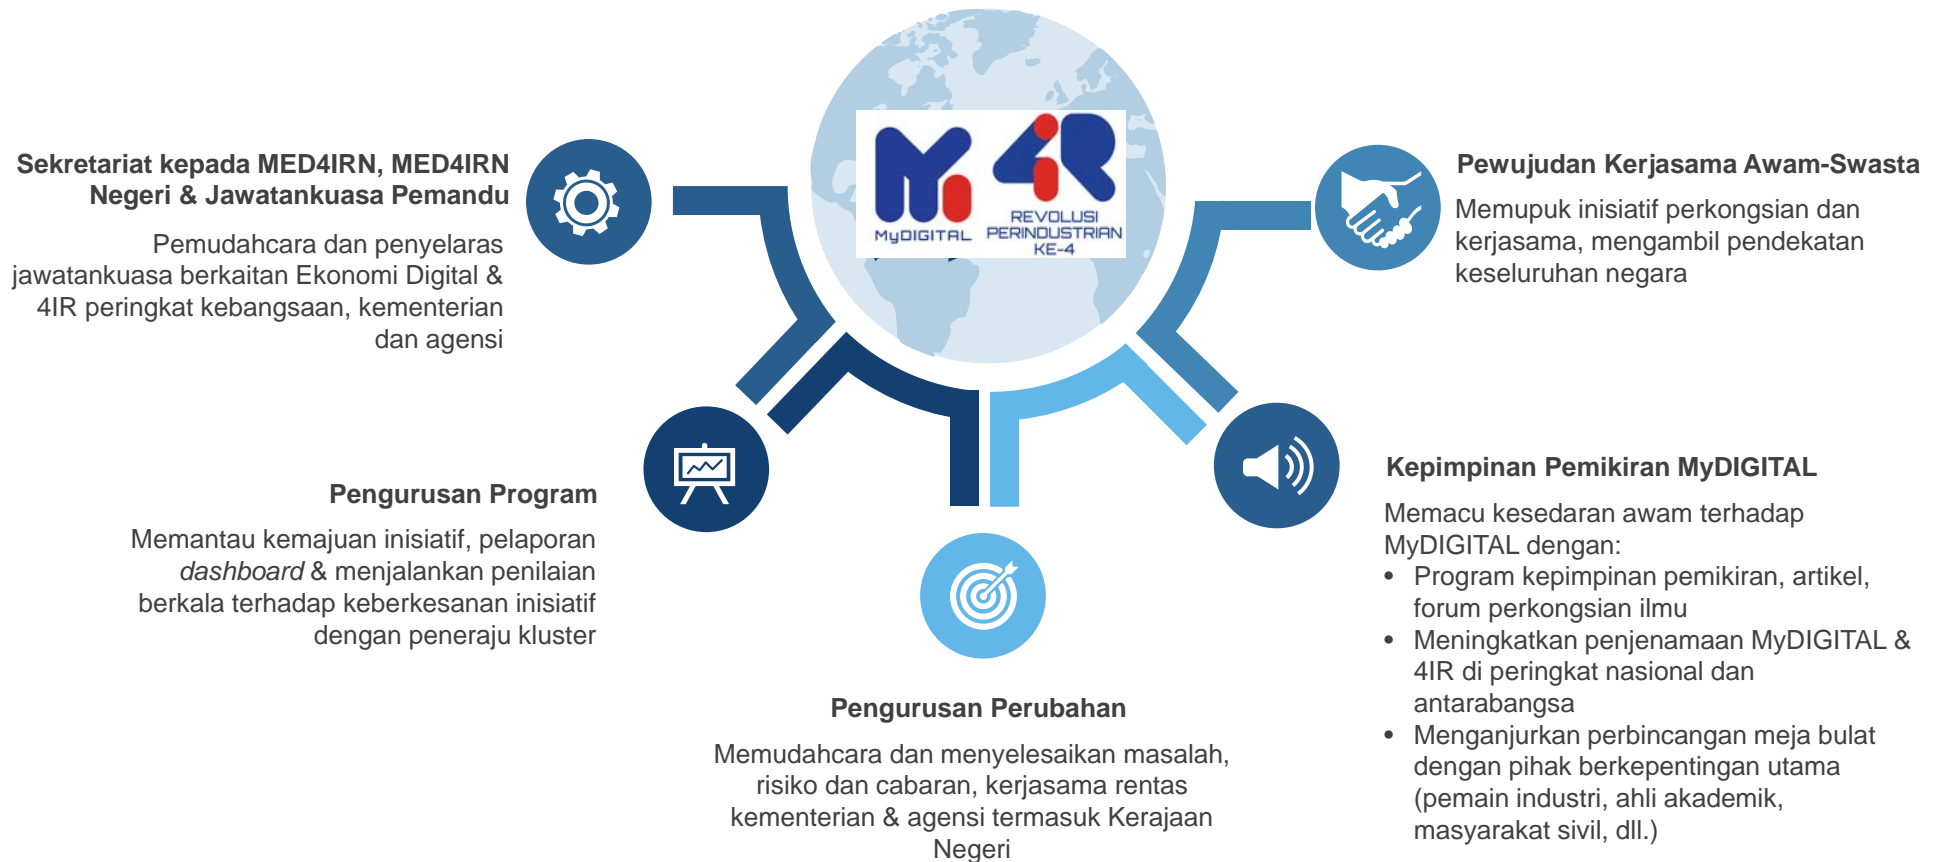 MyDIGITAL
4IR
REVOLUSI
PERINDUSTRIAN
KE-4
Sekretariat kepada MED4IRN, MED4IRN
Negeri & Jawatankuasa Pemandu
Pemudahcara dan penyelaras
jawatankuasa berkaitan Ekonomi Digital &
4IR peringkat kebangsaan, kementerian
dan agensi
Pengurusan Program
Memantau kemajuan inisiatif, pelaporan
dashboard & menjalankan penilaian
berkala terhadap keberkesanan inisiatif
dengan peneraju kluster
Pengurusan Perubahan
Memudahcara dan menyelesaikan masalah,
risiko dan cabaran, kerjasama rentas
kementerian & agensi termasuk Kerajaan
Negeri
Pewujudan Kerjasama Awam-Swasta
Memupuk inisiatif perkongsian dan
kerjasama, mengambil pendekatan
keseluruhan negara
Kepimpinan Pemikiran MyDIGITAL
Memacu kesedaran awam terhadap
MyDIGITAL dengan:
• Program kepimpinan pemikiran, artikel,
forum perkongsian ilmu
• Meningkatkan penjenamaan MyDIGITAL &
4IR di peringkat nasional dan
antarabangsa
• Menganjurkan perbincangan meja bulat
dengan pihak berkepentingan utama
(pemain industri, ahli akademik,
masyarakat sivil, dll.)